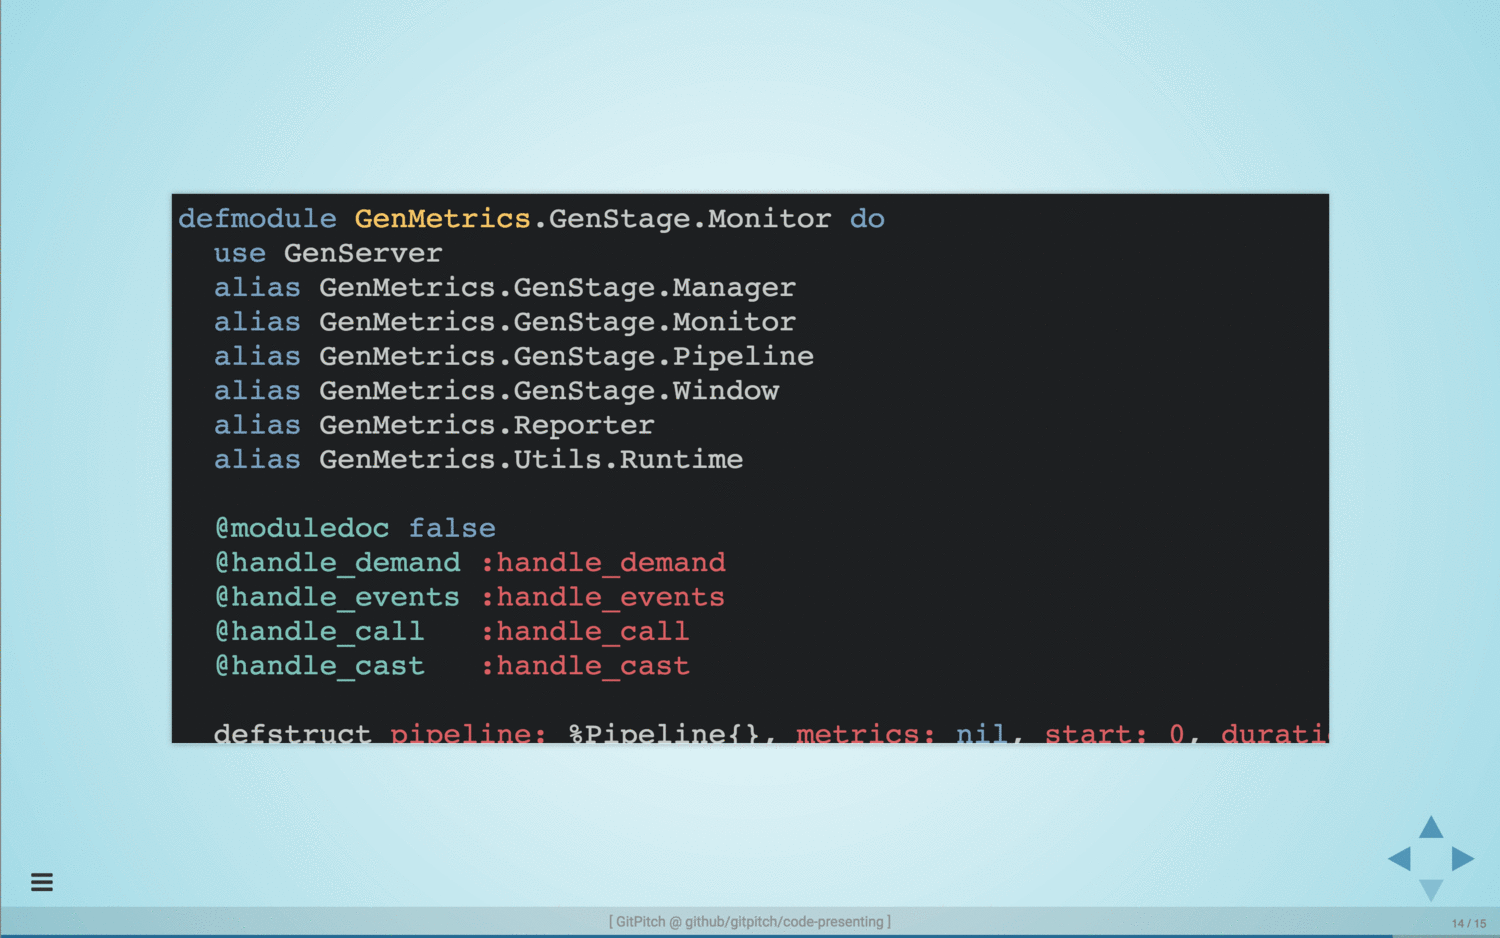 defmodule GenMetrics.GenStage.Monitor do
  use GenServer
  alias GenMetrics.GenStage.Manager
  alias GenMetrics.GenStage.Monitor
  alias GenMetrics.GenStage.Pipeline
  alias GenMetrics.GenStage.Window
  alias GenMetrics.Reporter
  alias GenMetrics.Utils.Runtime
  @moduledoc false
  @handle_demand :handle_demand
  @handle_events :handle_events
  @handle_call   :handle_call
  @handle_cast   :handle_cast
  defstruct pipeline: %Pipeline{}, metrics: nil, start: 0, durati
[ GitPitch @ github/gitpitch/code-presenting ]
14 / 15